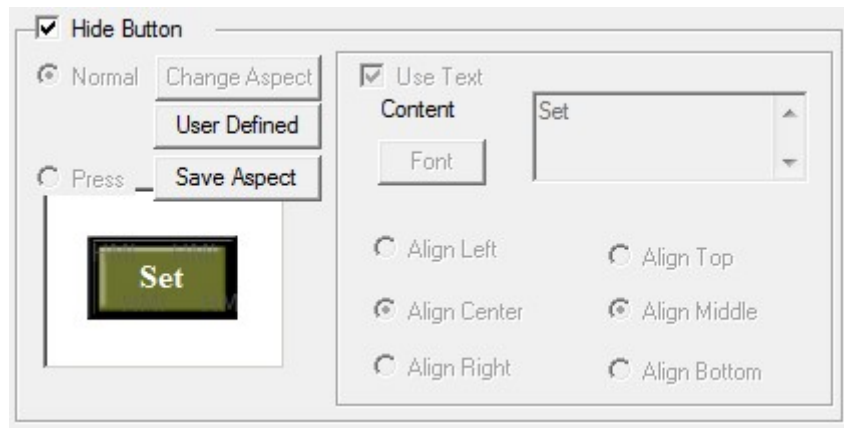 Hide Button
Normal
Change Aspect
Use Text
User Defined
Content
Set
Press
Save Aspect
Font
Set
Align Left
Align Top
Align Center
Align Middle
Align Right
Align Bottom